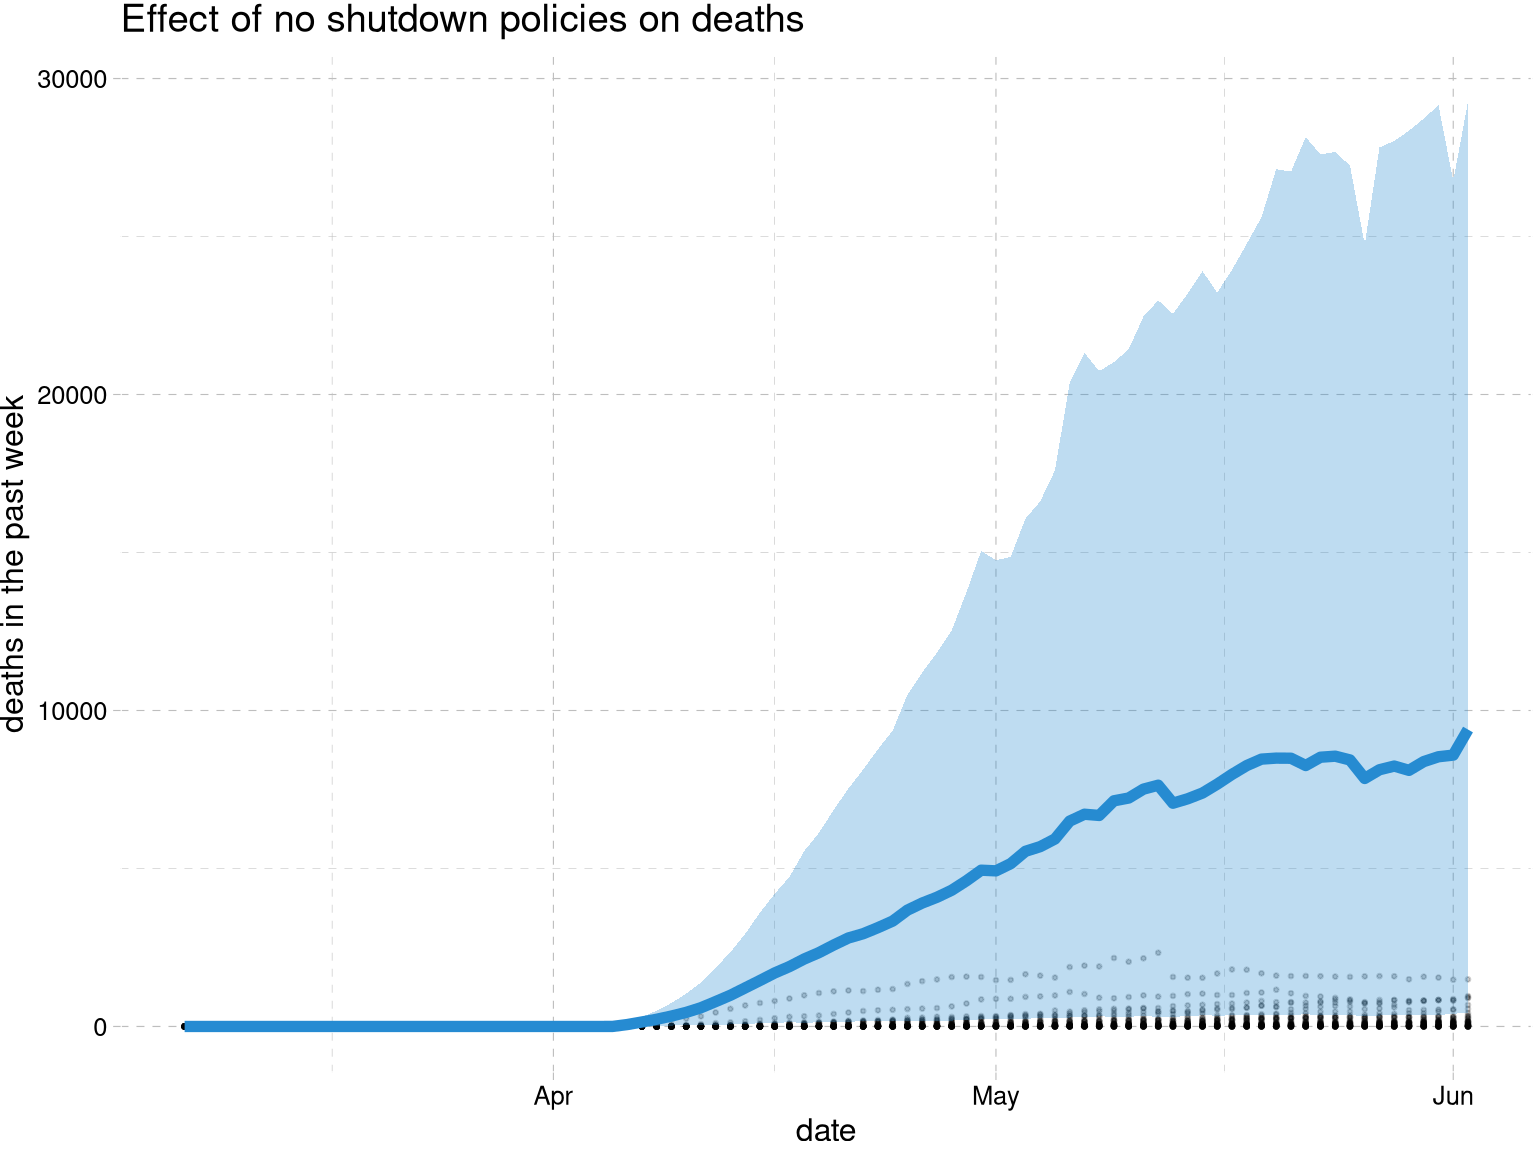 Effect of no shutdown policies on deaths
deaths in the past week
30000
20000
10000
0
Apr
May
Jun
date